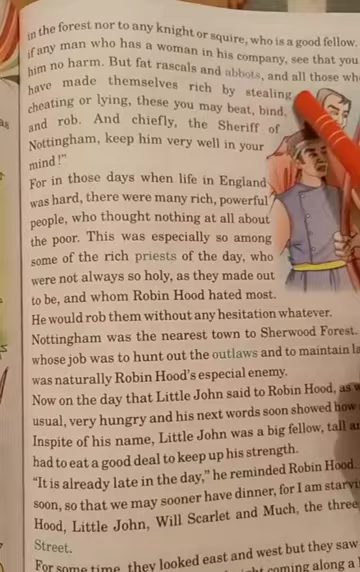 in the forest nor to any knight or squire, who is a good fellow.
if any man who has a woman in his company, see that you
him no harm. But fat rascals and abbots, and all those who
have made themselves rich by stealing
cheating or lying, these you may beat, bind,
and rob. And chiefly, the Sheriff of
Nottingham, keep him very well in your
mind!"
For in those days when life in England
was hard, there were many rich, powerful
people, who thought nothing at all about
the poor. This was especially so among
some of the rich priests of the day, who
were not always so holy, as they made out
to be, and whom Robin Hood hated most.
He would rob them without any hesitation whatever.
Nottingham was the nearest town to Sherwood Forest.
whose job was to hunt out the outlaws and to maintain la
was naturally Robin Hood's especial enemy.
Now on the day that Little John said to Robin Hood, as w
usual, very hungry and his next words soon showed how
Inspite of his name, Little John was a big fellow, tall a
had to eat a good deal to keep up his strength.
"It is already late in the day," he reminded Robin Hood.
soon, so that we may sooner have dinner, for I am starvi
Hood, Little John, Will Scarlet and Much, the three
Street.
For some time, they looked east and west but they saw
coming along a